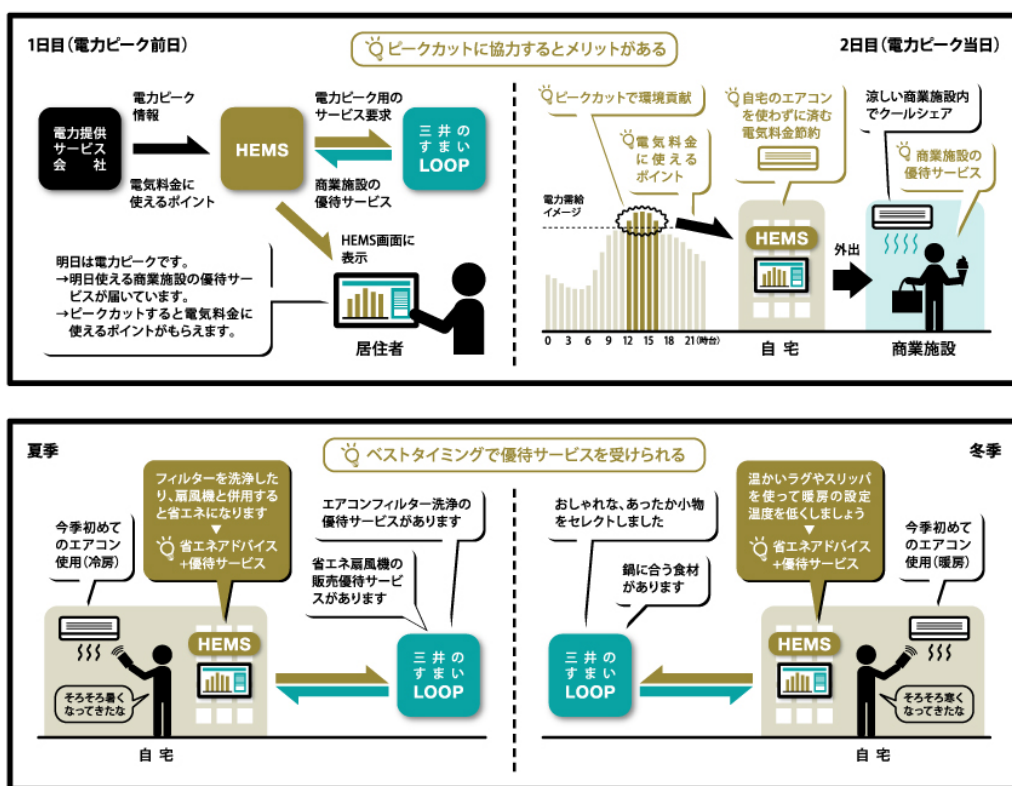 1日目(電力ピーク前日)
ピークカットに協力するとメリットがある
2日目(電力ピーク当日)
電力提供
サービス
会社
電力ピーク
情報
電気料金に
使えるポイント
HEMS
電力ピーク用の
サービス要求
商業施設の
優待サービス
三井の
すまい
LOOP
HEMS画面に
表示
明日は電力ピークです。
→明日使える商業施設の優待サー
ビスが届いています。
→ピークカットすると電気料金に
使えるポイントがもらえます。
居住者
ピークカットで環境貢献
電気料金
に使える
ポイント
電力需給
イメージ
0 3 6 9 12 15 18 21(時台)
自宅のエアコン
を使わずに済む
電気料金節約
HEMS
自宅
外出
涼しい商業施設内
でクールシェア
商業施設の
優待サービス
商業施設
夏季
ベストタイミングで優待サービスを受けられる
冬季
今季初めて
のエアコン
使用(冷房)
フィルターを洗浄した
り、扇風機と併用する
と省エネになります
▼
省エネアドバイス
+優待サービス
エアコンフィルター洗浄の
優待サービスがあります
省エネ扇風機の
販売優待サービ
スがあります
HEMS
そろそろ暑く
なってきたな
自宅
三井の
すまい
LOOP
おしゃれな、あったか小物
をセレクトしました
鍋に合う食材
があります
三井の
すまい
LOOP
温かいラグやスリッパ
を使って暖房の設定
温度を低くしましょう
▼
省エネアドバイス
+優待サービス
今季初めて
のエアコン
使用(暖房)
HEMS
そろそろ寒く
なってきたな
自宅